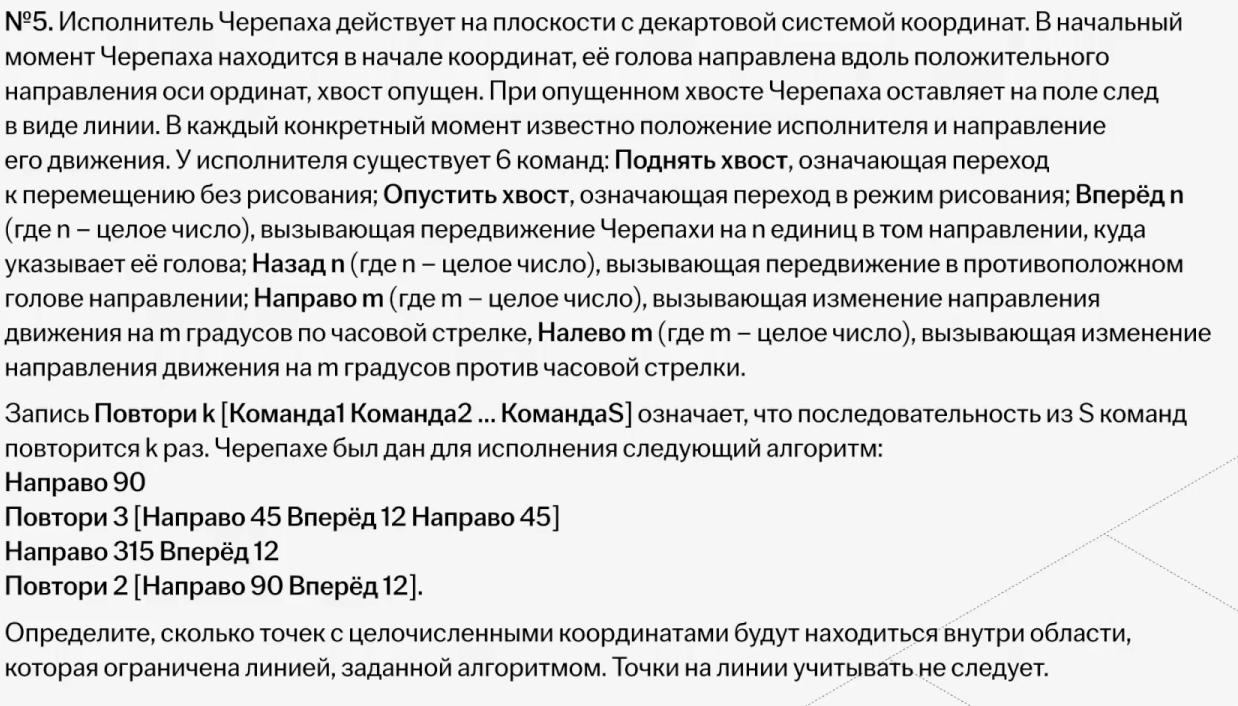 №5. Исполнитель Черепаха действует на плоскости с декартовой системой координат. В начальный
момент Черепаха находится в начале координат, её голова направлена вдоль положительного
направления оси ординат, хвост опущен. При опущенном хвосте Черепаха оставляет на поле след
в виде линии. В каждый конкретный момент известно положение исполнителя и направление
его движения. У исполнителя существует 6 команд: Поднять хвост, означающая переход
к перемещению без рисования; Опустить хвост, означающая переход в режим рисования; Вперёд n
(где n – целое число), вызывающая передвижение Черепахи на n единиц в том направлении, куда
указывает её голова; Назад n (где n – целое число), вызывающая передвижение в противоположном
голове направлении; Направо m (где m – целое число), вызывающая изменение направления
движения на m градусов по часовой стрелке, Налево m (где m – целое число), вызывающая изменение
направления движения на m градусов против часовой стрелки.
Запись Повтори k [Команда1 Команда2 ... КомандаS] означает, что последовательность из S команд
повторится k раз. Черепахе был дан для исполнения следующий алгоритм:
Направо 90
Повтори 3 [Направо 45 Вперёд 12 Направо 45]
Направо 315 Вперёд 12
Повтори 2 [Направо 90 Вперёд 12].
Определите, сколько точек с целочисленными координатами будут находиться внутри области,
которая ограничена линией, заданной алгоритмом. Точки на линии учитывать не следует.